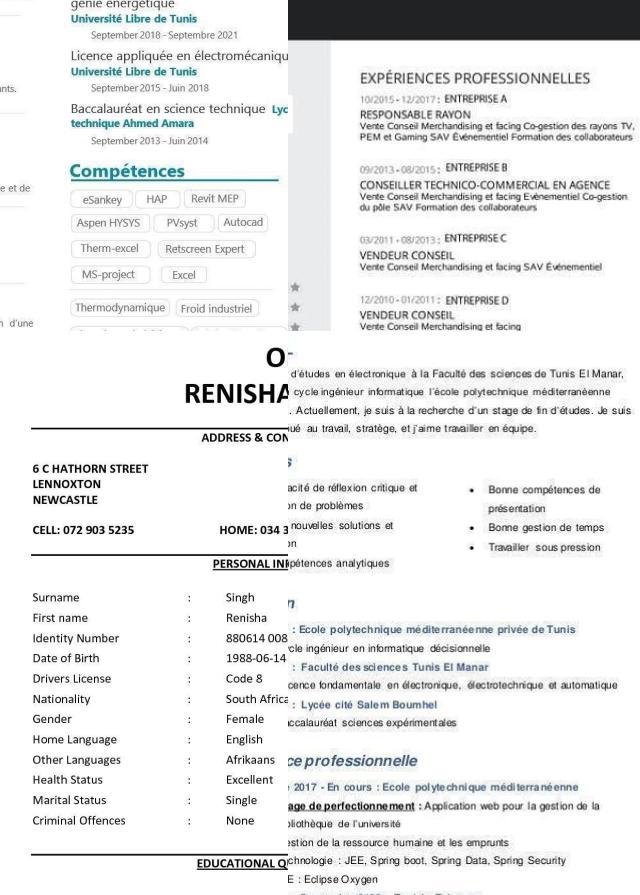 génie énergetique
Université Libre de Tunis
September 2018 - Septembre 2021
Licence appliquée en électromécaniqu
Université Libre de Tunis
September 2015 - Juin 2018
Baccalauréat en science technique Lyc
technique Ahmed Amara
September 2013 - Juin 2014
Compétences
eSankey HAP Revit MEP
Aspen HYSYS PVsyst Autocad
Therm-excel Retscreen Expert
MS-project Excel
Thermodynamique Froid industriel
ants.
e et de
n d'une
EXPÉRIENCES PROFESSIONNELLES
10/2015 - 12/2017 : ENTREPRISE A
RESPONSABLE RAYON
Vente Conseil Merchandising et facing Co-gestion des rayons TV,
PEM et Gaming SAV Événementiel Formation des collaborateurs
09/2013 - 08/2015 : ENTREPRISE B
CONSEILLER TECHNICO-COMMERCIAL EN AGENCE
Vente Conseil Merchandising et facing Evènementiel Co-gestion
du pôle SAV Formation des collaborateurs
03/2011 - 08/2013 : ENTREPRISE C
VENDEUR CONSEIL
Vente Conseil Merchandising et facing SAV Événementiel
12/2010 - 01/2011 : ENTREPRISE D
VENDEUR CONSEIL
Vente Conseil Merchandising et facing
RENISHA
ADDRESS & CON
6 C HATHORN STREET
LENNOXTON
NEWCASTLE
CELL: 072 903 5235 HOME: 034 3
PERSONAL IN
Surname : Singh
First name : Renisha
Identity Number : 880614 008
Date of Birth : 1988-06-14
Drivers License : Code 8
Nationality : South Africa
Gender : Female
Home Language : English
Other Languages : Afrikaans
Health Status : Excellent
Marital Status : Single
Criminal Offences : None
EDUCATIONAL Q
d'études en électronique à la Faculté des sciences de Tunis El Manar,
cycle ingénieur informatique l'école polytechnique méditerranéenne
. Actuellement, je suis à la recherche d'un stage de fin d'études. Je suis
ué au travail, stratège, et j'aime travailler en équipe.
s
acité de réflexion critique et
on de problèmes
nouvelles solutions et
on
pétences analytiques
• Bonne compétences de
présentation
• Bonne gestion de temps
• Travailler sous pression
n
: Ecole polytechnique méditerranéenne privée de Tunis
cle ingénieur en informatique décisionnelle
: Faculté des sciences Tunis El Manar
cence fondamentale en électronique, électrotechnique et automatique
: Lycée cité Salem Boumhel
accalauréat sciences expérimentales
ce professionnelle
e 2017 - En cours : Ecole polytechnique méditerranéenne
age de perfectionnement : Application web pour la gestion de la
bliothèque de l'université
estion de la ressource humaine et les emprunts
chnologie : JEE, Spring boot, Spring Data, Spring Security
E : Eclipse Oxygen